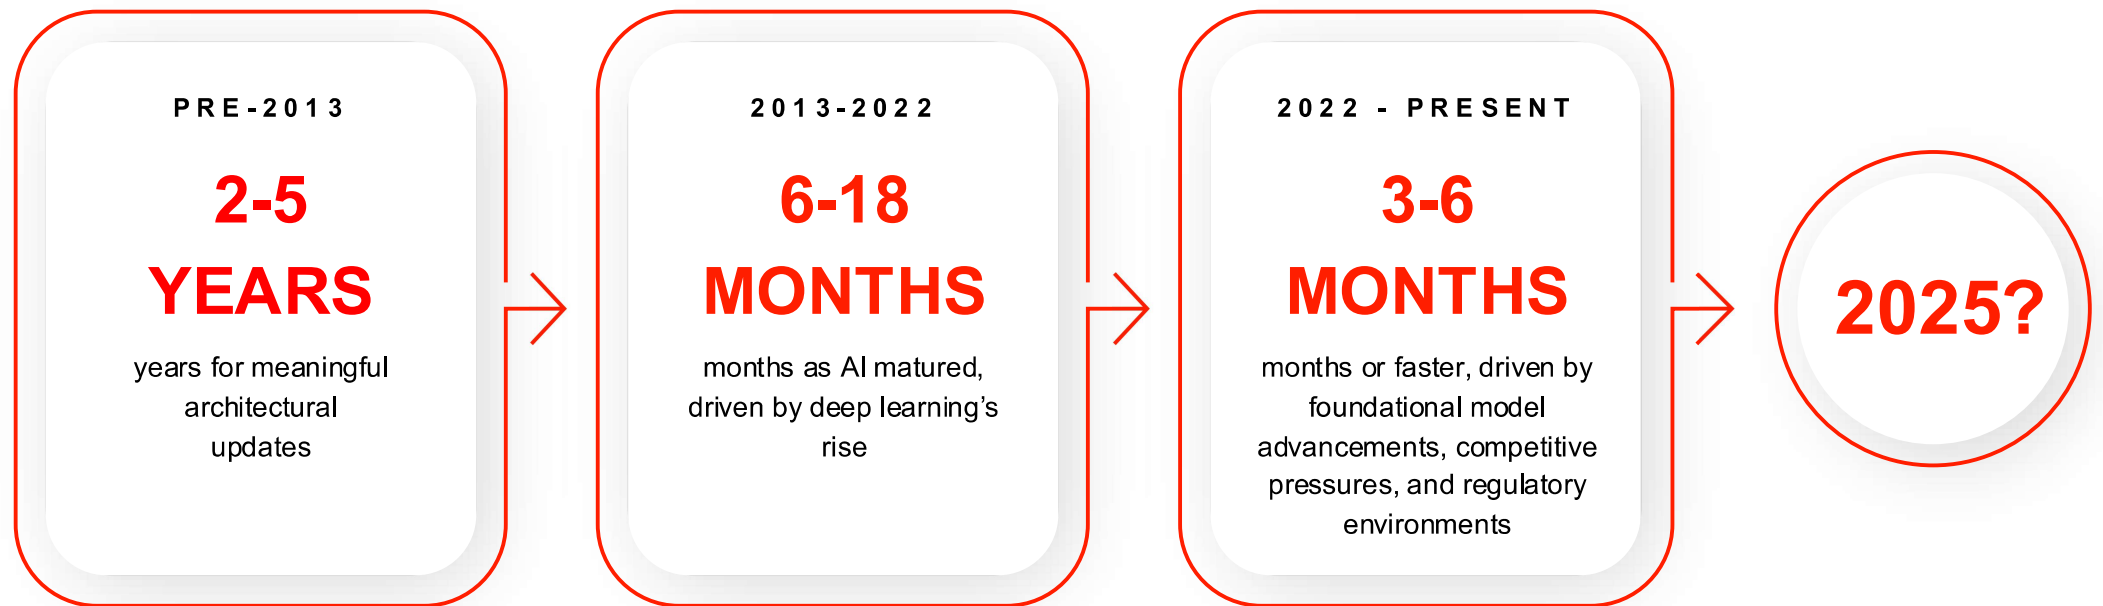 PRE-2013
2-5
YEARS
years for meaningful
architectural
updates
2013-2022
6-18
MONTHS
months as AI matured,
driven by deep learning’s
rise
2022 - PRESENT
3-6
MONTHS
months or faster, driven by
foundational model
advancements, competitive
pressures, and regulatory
environments
2025?